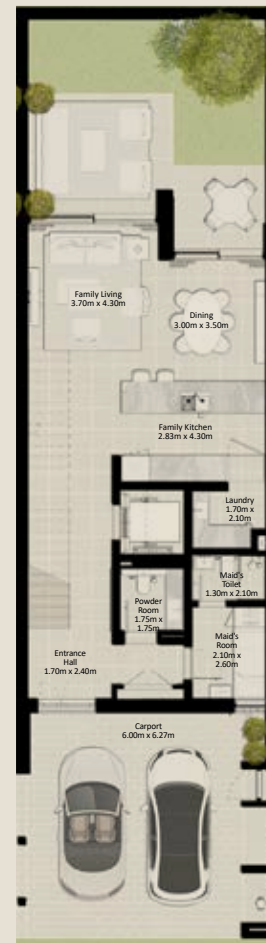 Family Living
3.70m x 4.30m
Dining
3.00m x 3.50m
Family Kitchen
2.83m x 4.30m
Laundry
1.70m x
2.10m
Maid's
Toilet
1.30m x 2.10m
Powder
Room
1.75m x
1.75m
Maid's
Room
2.10m x
2.60m
Entrance
Hall
1.70m x 2.40m
Carport
6.00m x 6.27m